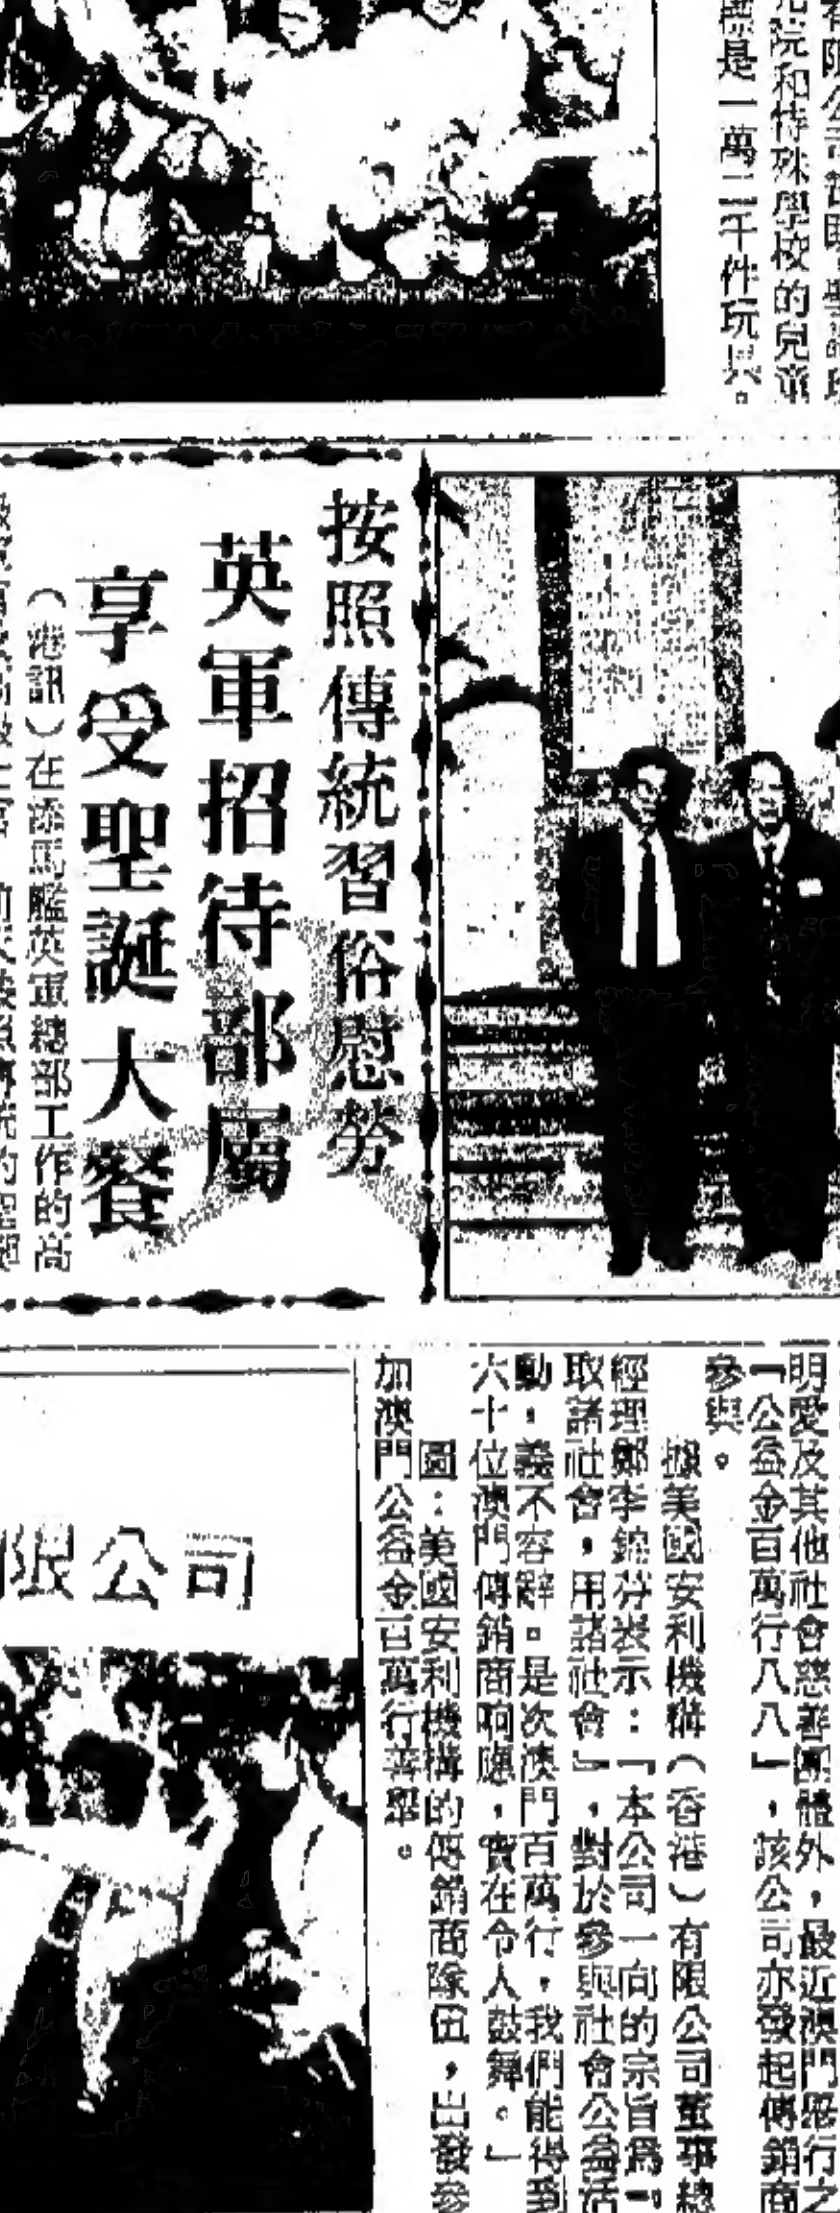 院和特殊學校的兒童
是一萬二千件玩具。
按照傳統習俗慰勞
英軍招待部屬
享受聖誕大餐
（港訊）在添馬艦英軍總部工作的高
明愛及其他社會慈善團體外，最近澳門舉行之
「公益金百萬行八八」，該公司亦發起傳銷商
參與。
據美國安利機構（香港）有限公司董事總
經理鄭李錦芬表示：「本公司一向的宗旨爲『
取諸社會，用諸社會』，對於參與社會公益活
動，義不容辭。是次澳門百萬行，我們能得到
六十位澳門傳銷商响應，實在令人鼓舞。」
圖：美國安利機構的傳銷商隊伍，出發參
加澳門公益金百萬行善舉。
限公司